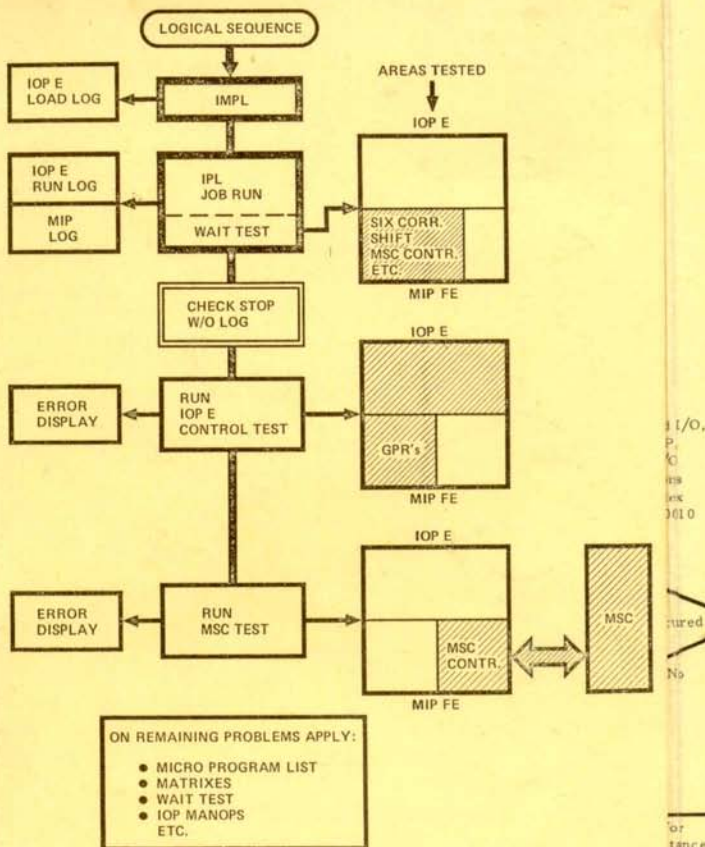 LOGICAL SEQUENCE
IOP E
LOAD LOG
IMPL
AREAS TESTED
IOP E
IOP E
RUN LOG
MIP
LOG
IPL
JOB RUN
WAIT TEST
SIX CORR.
SHIFT
MSC CONTR.
ETC.
MIP FE
CHECK STOP
W/O LOG
IOP E
ERROR
DISPLAY
RUN
IOP E
CONTROL TEST
GPR's
MIP FE
IOP E
ERROR
DISPLAY
RUN
MSC TEST
MSC
CONTR.
MSC
MIP FE
ON REMAINING PROBLEMS APPLY:
● MICRO PROGRAM LIST
● MATRIXES
● WAIT TEST
● IOP MANOPS
ETC.
I/O,
No